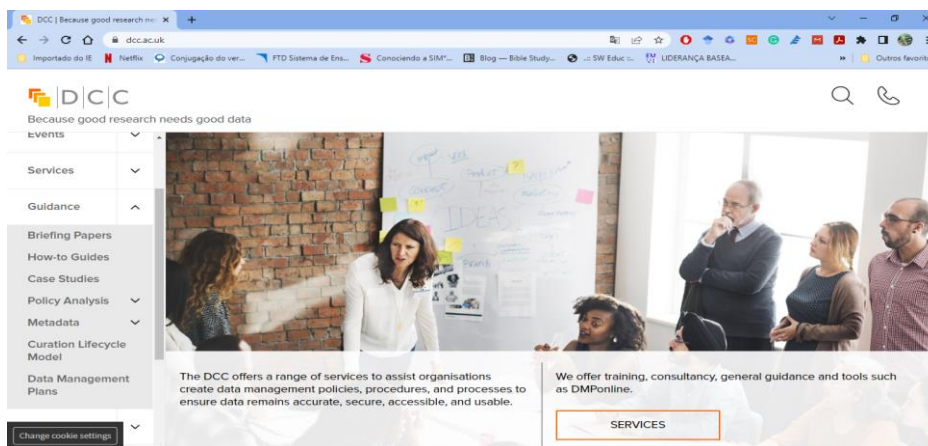 DCC | Because good research nee
dcc.ac.uk
Importado do IE
Netflix
Conjugação do ver...
FTD Sistema de Ens...
Conociendo a SIM"...
Blog — Bible Study...
.:: SW Educ ::.
LIDERANÇA BASEA...
»
Outros favorit
D|C|C
Because good research needs good data
Events
Services
Guidance
Briefing Papers
How-to Guides
Case Studies
Policy Analysis
Metadata
Curation Lifecycle
Model
Data Management
Plans
Change cookie settings
IDEAS
Product
Brand
The DCC offers a range of services to assist organisations
create data management policies, procedures, and processes to
ensure data remains accurate, secure, accessible, and usable.
We offer training, consultancy, general guidance and tools such
as DMPonline.
SERVICES